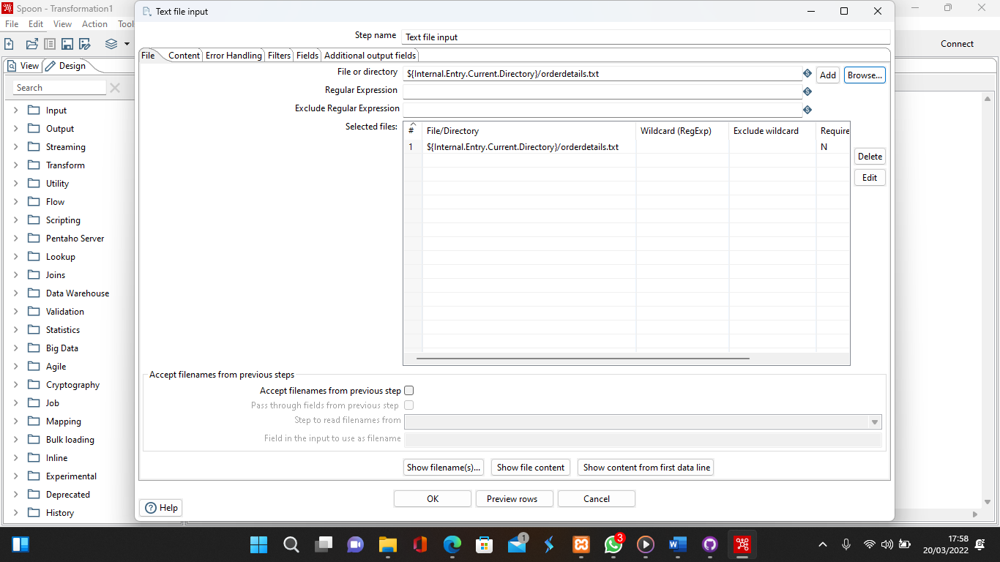 Spoon - Transformation1
Text file input
File Edit View Action Tool
Step name Text file input
Connect
View Design
File Content Error Handling Filters Fields Additional output fields
File or directory ${Internal.Entry.Current.Directory}/orderdetails.txt Add Browse...
Search
Regular Expression
Exclude Regular Expression
Selected files:
# File/Directory Wildcard (RegExp) Exclude wildcard Require
1 ${Internal.Entry.Current.Directory}/orderdetails.txt N
Delete
Edit
Input
Output
Streaming
Transform
Utility
Flow
Scripting
Pentaho Server
Lookup
Joins
Data Warehouse
Validation
Statistics
Big Data
Agile
Cryptography
Job
Mapping
Bulk loading
Inline
Experimental
Deprecated
History
Accept filenames from previous steps
Accept filenames from previous step
Pass through fields from previous step
Step to read filenames from
Field in the input to use as filename
Show filename(s)... Show file content Show content from first data line
OK Preview rows Cancel
Help
1
3
17:58
20/03/2022